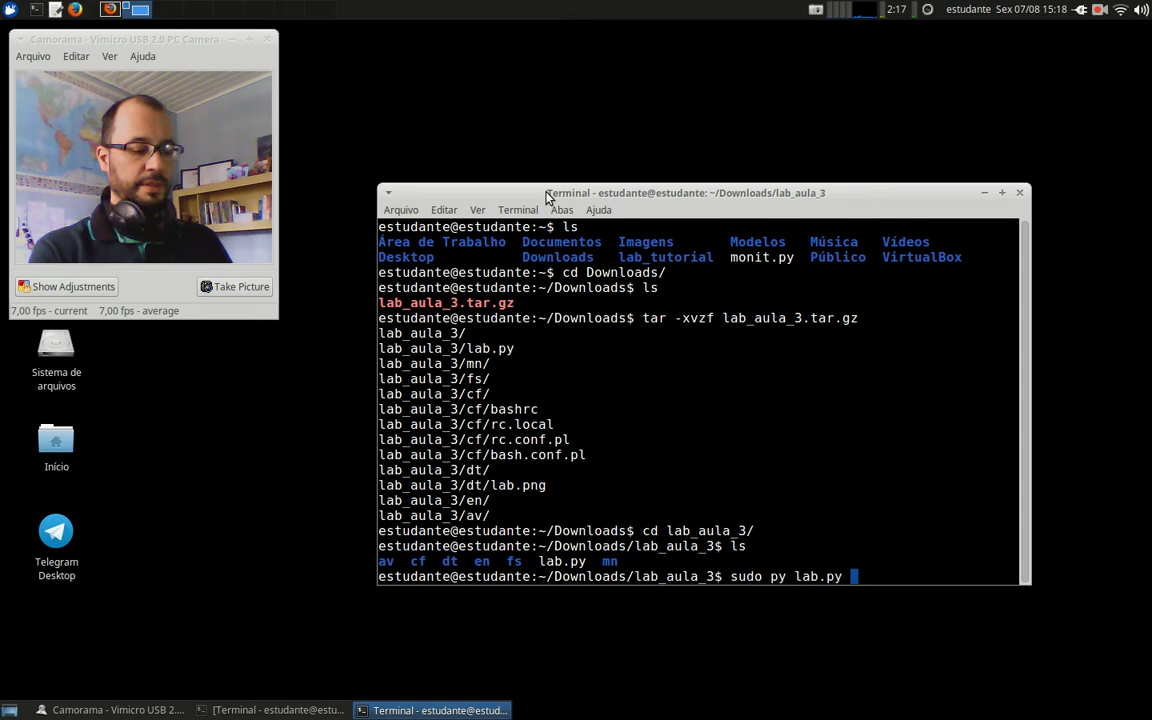 2:17
estudante Sex 07/08 15:18
Camorama - Vimicro USB 2.0 PC Camera
Arquivo Editar Ver Ajuda
Show Adjustments
Take Picture
7,00 fps - current 7,00 fps - average
Sistema de
arquivos
Início
Telegram
Desktop
Terminal - estudante@estudante: ~/Downloads/lab_aula_3
Arquivo Editar Ver Terminal Abas Ajuda
estudante@estudante:~$ ls
Área de Trabalho Documentos Imagens Modelos Música Vídeos
Desktop Downloads lab_tutorial monit.py Público VirtualBox
estudante@estudante:~$ cd Downloads/
estudante@estudante:~/Downloads$ ls
lab_aula_3.tar.gz
estudante@estudante:~/Downloads$ tar -xvzf lab_aula_3.tar.gz
lab_aula_3/
lab_aula_3/lab.py
lab_aula_3/mn/
lab_aula_3/fs/
lab_aula_3/cf/
lab_aula_3/cf/bashrc
lab_aula_3/cf/rc.local
lab_aula_3/cf/rc.conf.pl
lab_aula_3/cf/bash.conf.pl
lab_aula_3/dt/
lab_aula_3/dt/lab.png
lab_aula_3/en/
lab_aula_3/av/
estudante@estudante:~/Downloads$ cd lab_aula_3/
estudante@estudante:~/Downloads/lab_aula_3$ ls
av cf dt en fs lab.py mn
estudante@estudante:~/Downloads/lab_aula_3$ sudo py lab.py
Camorama - Vimicro USB 2....
[Terminal - estudante@estu...
Terminal - estudante@estud...